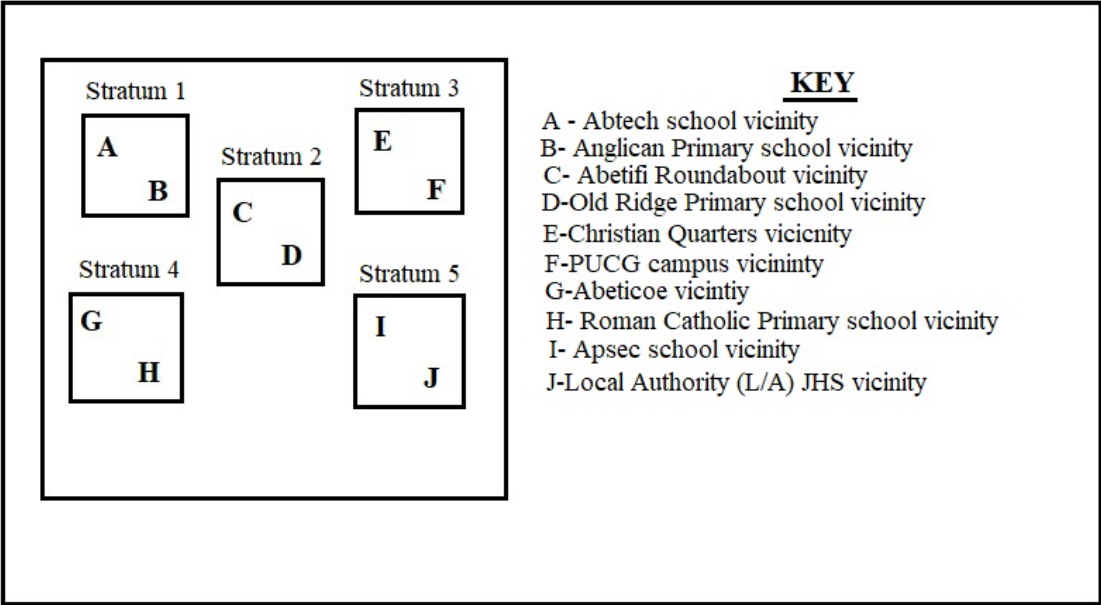 Stratum 1
A
B
Stratum 2
C
D
Stratum 3
E
F
Stratum 4
G
H
Stratum 5
I
J
KEY
A - Abtech school vicinity
B- Anglican Primary school vicinity
C- Abetifi Roundabout vicinity
D-Old Ridge Primary school vicinity
E-Christian Quarters vicicnity
F-PUCG campus vicininty
G-Abeticoe vicintiy
H- Roman Catholic Primary school vicinity
I- Apsec school vicinity
J-Local Authority (L/A) JHS vicinity